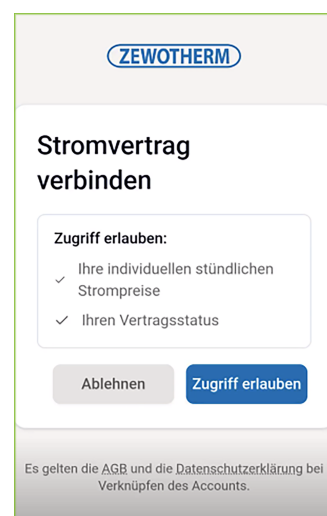 ZEWOTHERM
Stromvertrag
verbinden
Zugriff erlauben:
Ihre individuellen stündlichen
Strompreise
Ihren Vertragsstatus
Ablehnen
Zugriff erlauben
Es gelten die AGB und die Datenschutzerklärung bei
Verknüpfen des Accounts.